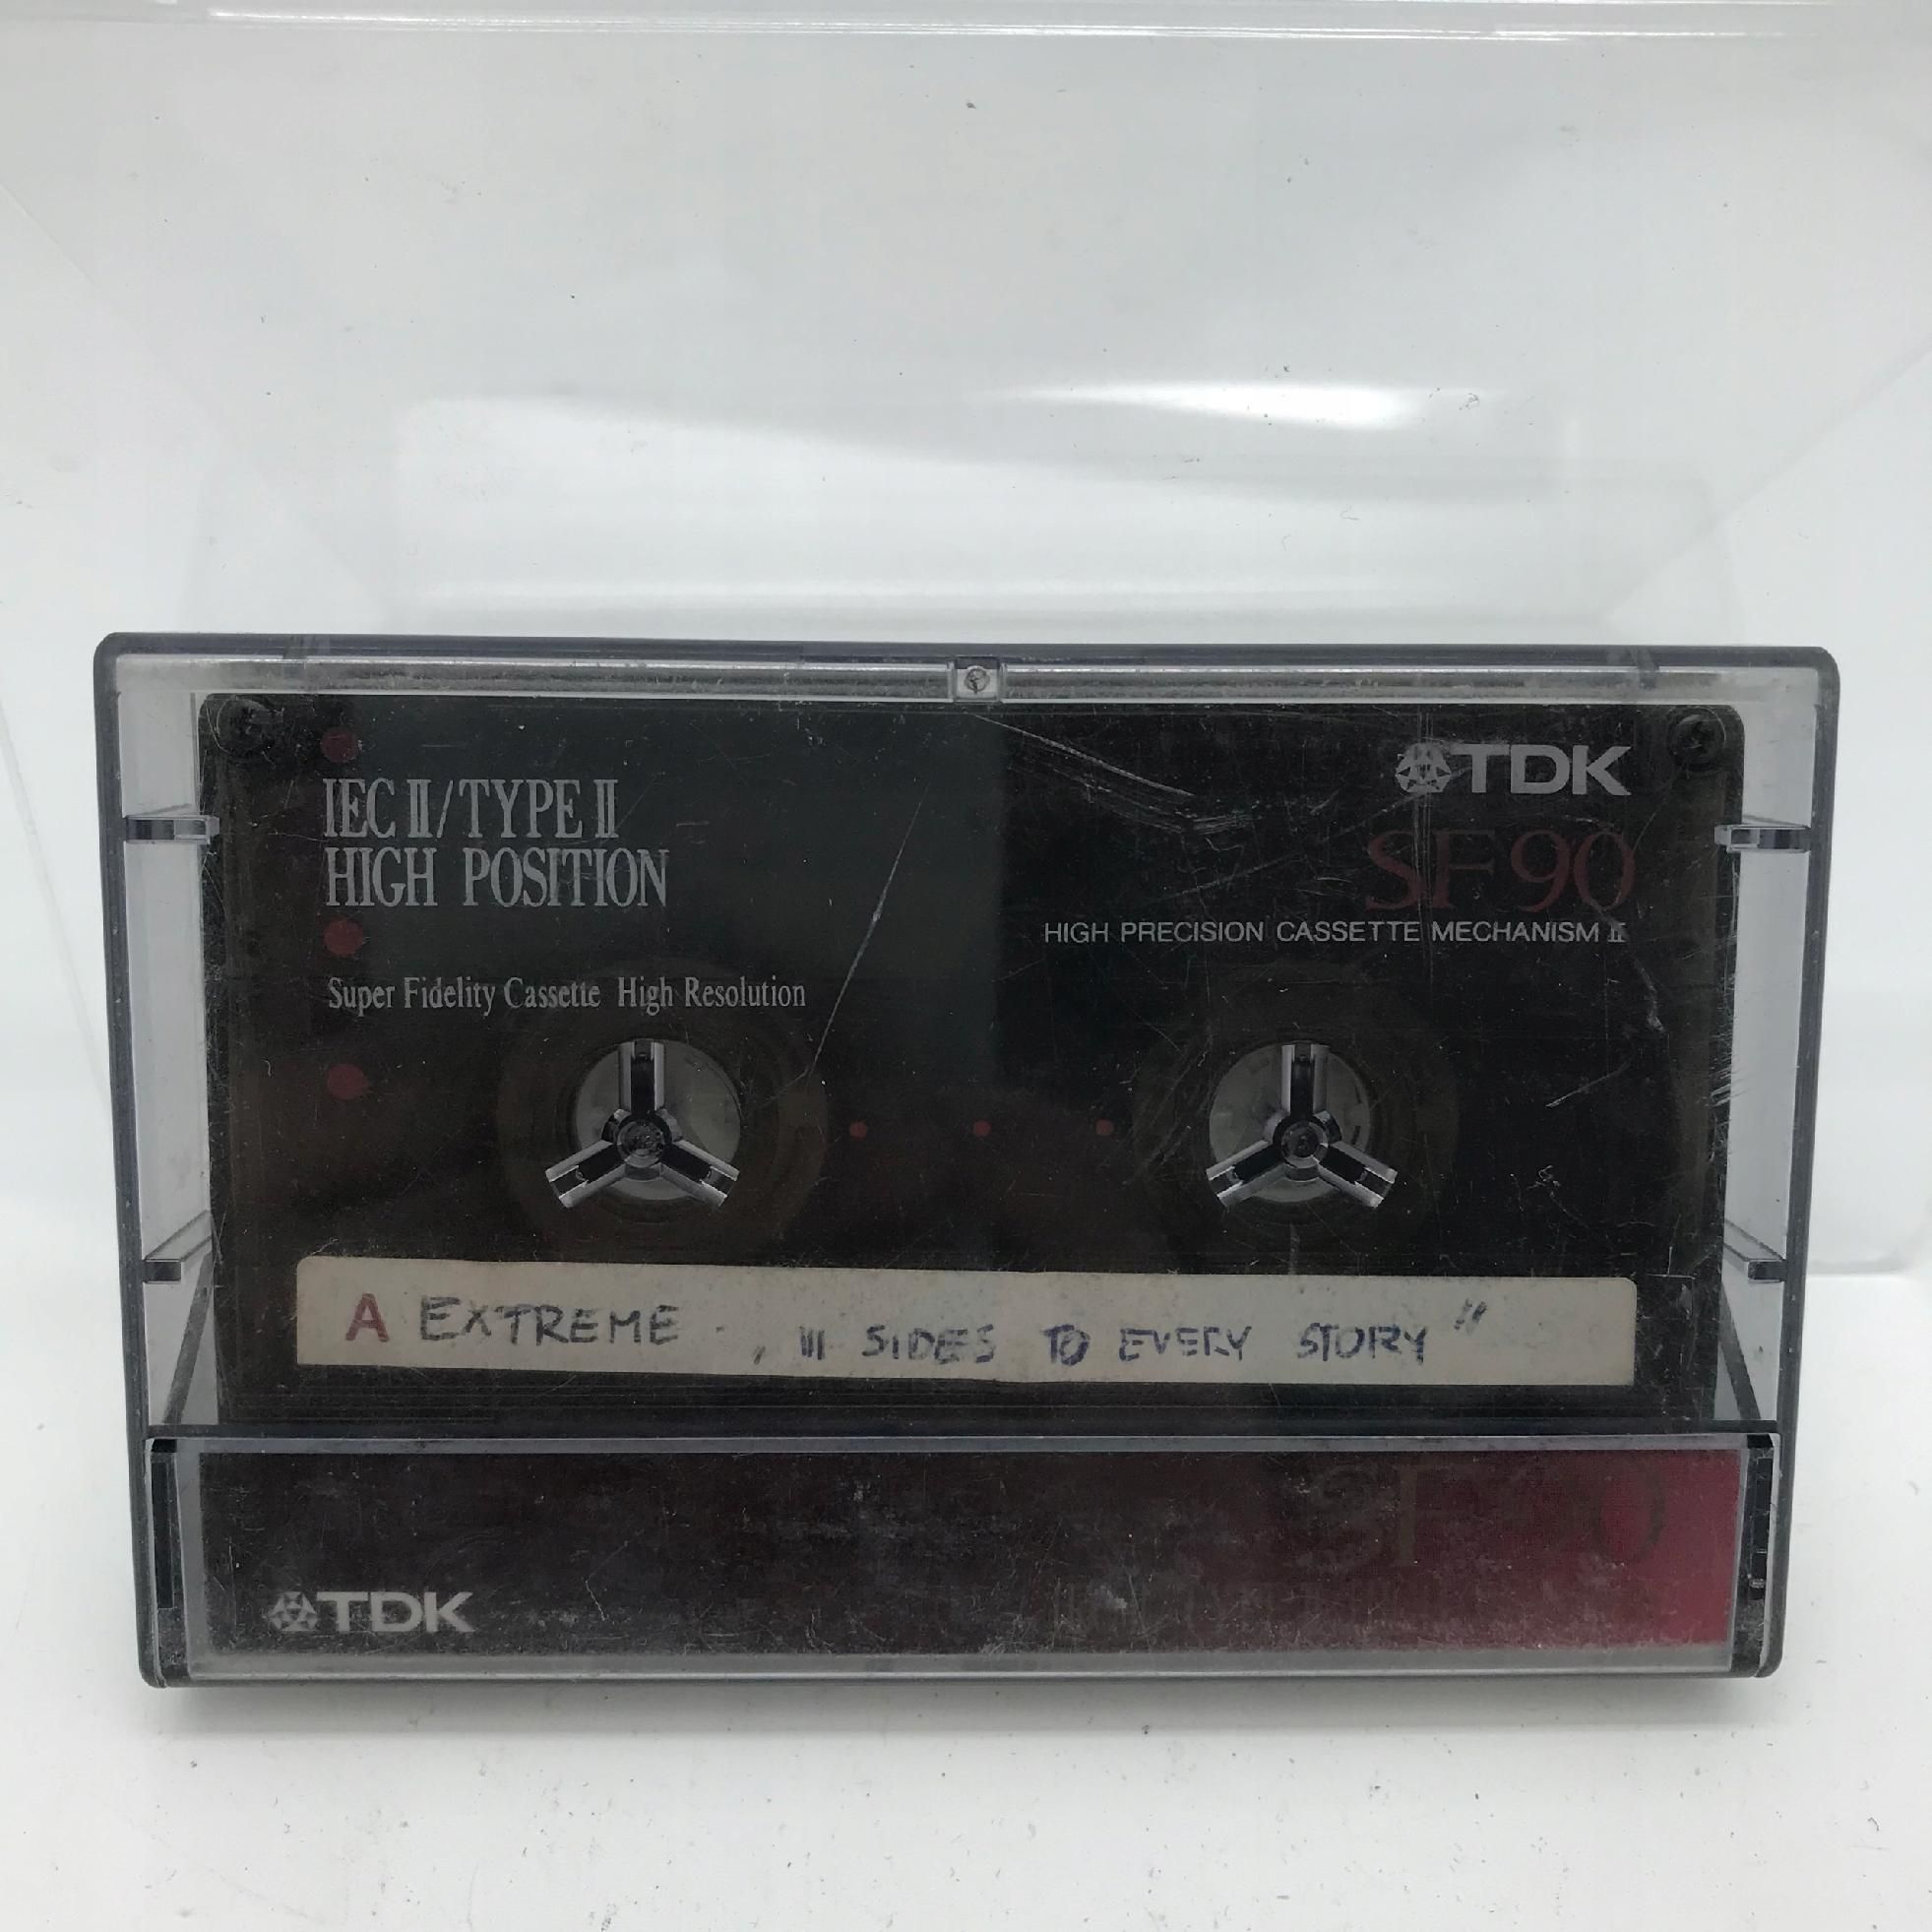 IEC II/TYPE II
HIGH POSITION
Super Fidelity Cassette High Resolution
TDK
SF90
HIGH PRECISION CASSETTE MECHANISM II
A EXTREME - „ III SIDES TO EVERY STORY "
TDK